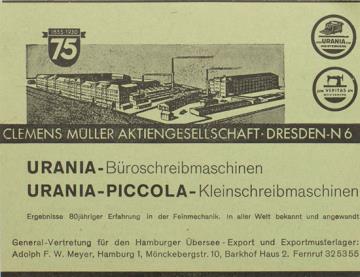 1855-1930
75
URANIA
VERITAS
CLEMENS MÜLLER AKTIENGESELLSCHAFT · DRESDEN-N 6
URANIA-Büroschreibmaschinen
URANIA-PICCOLA-Kleinschreibmaschinen
Ergebnisse 80jähriger Erfahrung in der Feinmechanik. In aller Welt bekannt und angewandt
General-Vertretung für den Hamburger Übersee-Export und Exportmusterlager:
Adolph F. W. Meyer, Hamburg 1, Mönckebergstr. 10, Barkhof Haus 2. Fernruf 325356